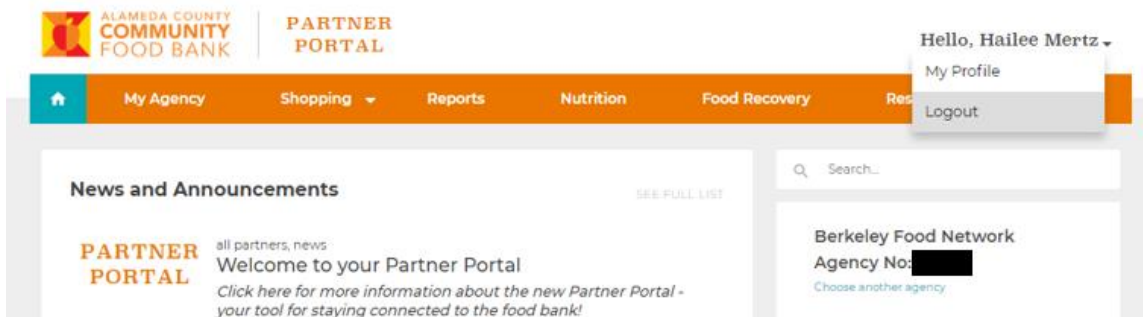 ALAMEDA COUNTY
COMMUNITY
FOOD BANK
PARTNER
PORTAL
Hello, Hailee Mertz
My Profile
Logout
My Agency Shopping Reports Nutrition Food Recovery Res
News and Announcements
SEE FULL LIST
Search...
PARTNER
PORTAL
all partners, news
Welcome to your Partner Portal
Click here for more information about the new Partner Portal -
your tool for staying connected to the food bank!
Berkeley Food Network
Agency No:
Choose another agency